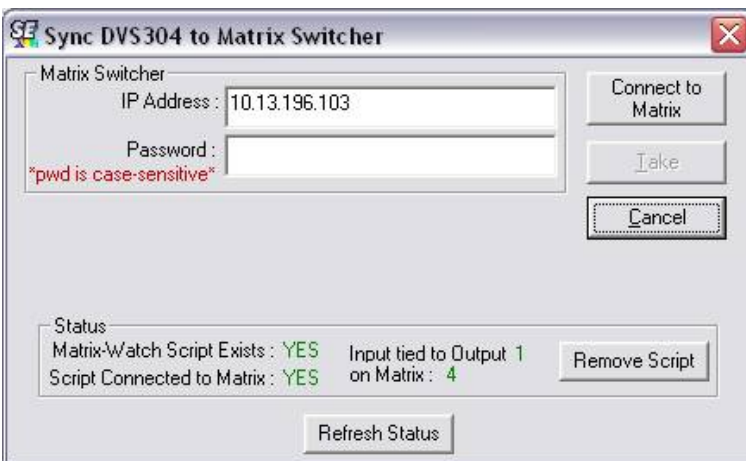 Sync DVS304 to Matrix Switcher
Matrix Switcher
IP Address : 10.13.196.103
Password :
*pwd is case-sensitive*
Connect to
Matrix
Take
Cancel
Status
Matrix-Watch Script Exists : YES
Script Connected to Matrix : YES
Input tied to Output 1
on Matrix : 4
Remove Script
Refresh Status